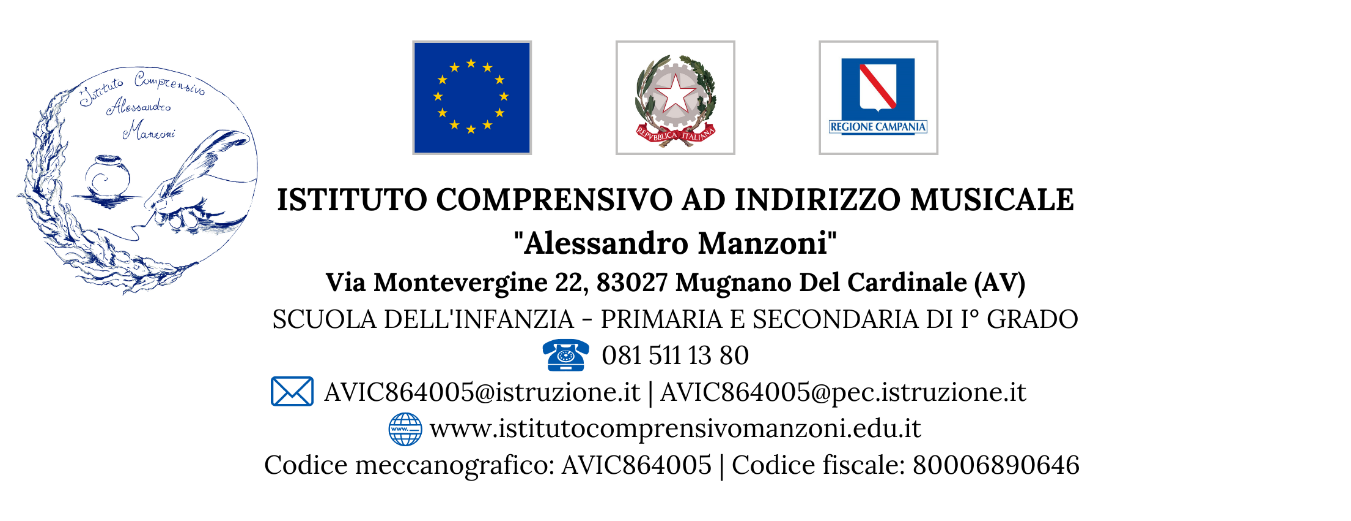 Istituto Comprensivo
Alessandro
Manzoni
REPVBBLICA ITALIANA
REGIONE CAMPANIA
ISTITUTO COMPRENSIVO AD INDIRIZZO MUSICALE
"Alessandro Manzoni"
Via Montevergine 22, 83027 Mugnano Del Cardinale (AV)
SCUOLA DELL'INFANZIA - PRIMARIA E SECONDARIA DI I° GRADO
081 511 13 80
AVIC864005@istruzione.it | AVIC864005@pec.istruzione.it
www. www.istitutocomprensivomanzoni.edu.it
Codice meccanografico: AVIC864005 | Codice fiscale: 80006890646